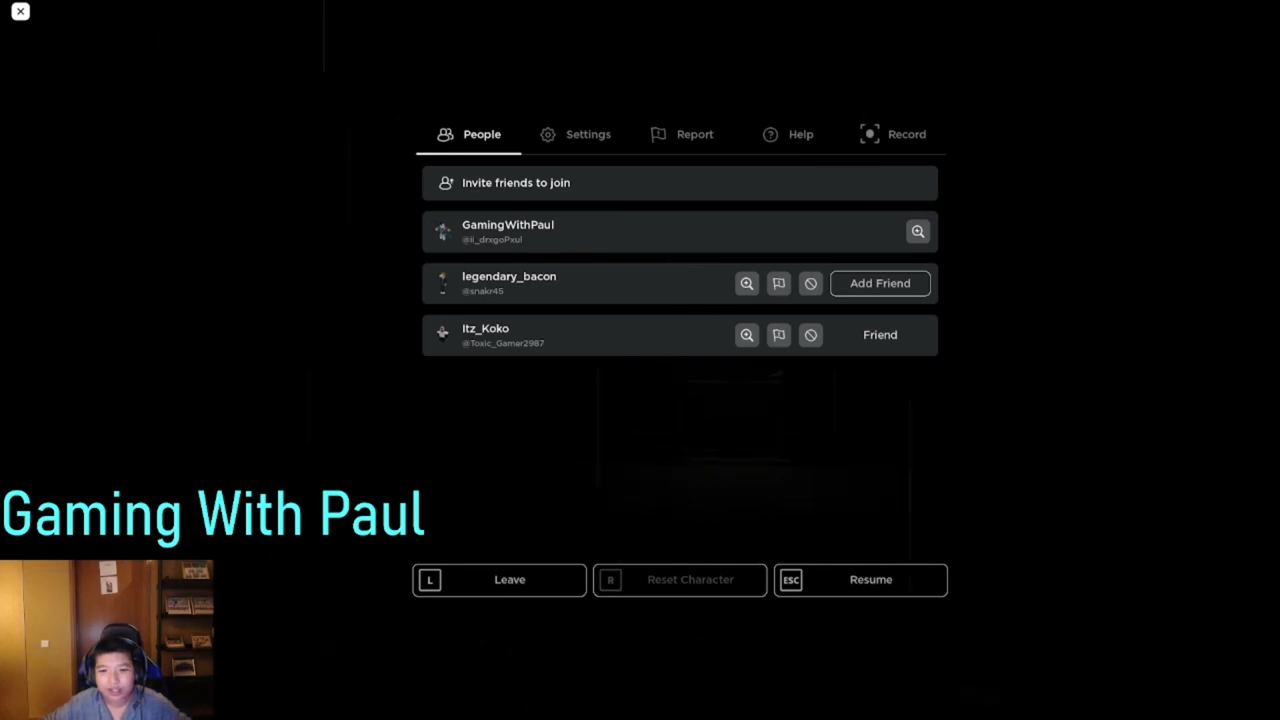 People Settings Report Help Record
Invite friends to join
GamingWithPaul
@ii_drxgoPxul
legendary_bacon
@snakr45
Add Friend
Itz_Koko
@Toxic_Gamer2987
Friend
Gaming With Paul
L Leave R Reset Character ESC Resume